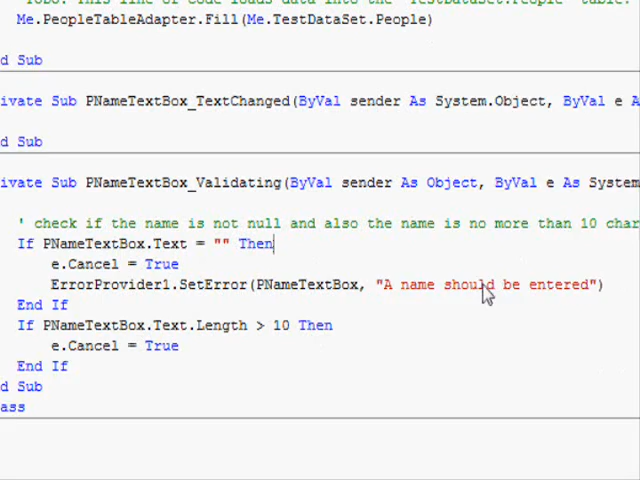 TODO: This line of code loads data into the 'TestDataSet.People' table.
Me.PeopleTableAdapter.Fill(Me.TestDataSet.People)
d Sub
ivate Sub PNameTextBox_TextChanged(ByVal sender As System.Object, ByVal e A
d Sub
ivate Sub PNameTextBox_Validating(ByVal sender As Object, ByVal e As System
' check if the name is not null and also the name is no more than 10 char
If PNameTextBox.Text = "" Then
e.Cancel = True
ErrorProvider1.SetError(PNameTextBox, "A name should be entered")
End If
If PNameTextBox.Text.Length > 10 Then
e.Cancel = True
End If
d Sub
ass